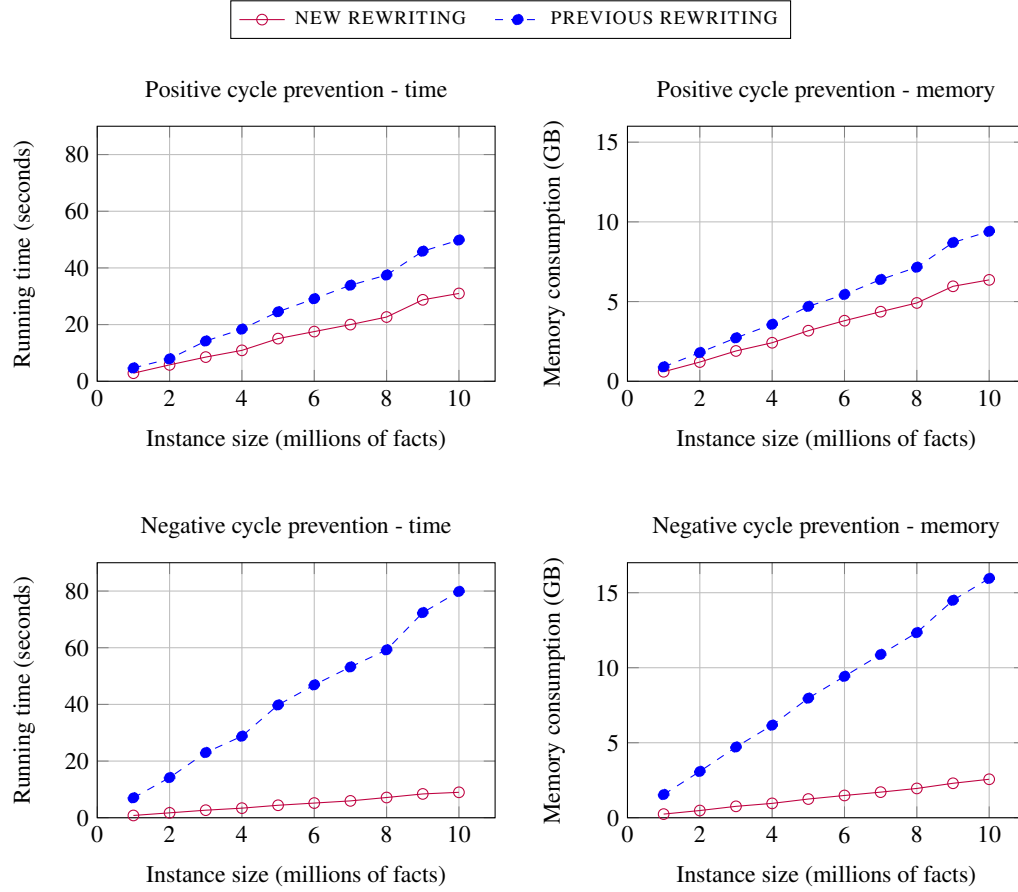 NEW REWRITING PREVIOUS REWRITING
Positive cycle prevention - time
Running time (seconds)
80
60
40
20
0
0 2 4 6 8 10
Instance size (millions of facts)
Positive cycle prevention - memory
Memory consumption (GB)
15
10
5
0
0 2 4 6 8 10
Instance size (millions of facts)
Negative cycle prevention - time
Running time (seconds)
80
60
40
20
0
0 2 4 6 8 10
Instance size (millions of facts)
Negative cycle prevention - memory
Memory consumption (GB)
15
10
5
0
0 2 4 6 8 10
Instance size (millions of facts)